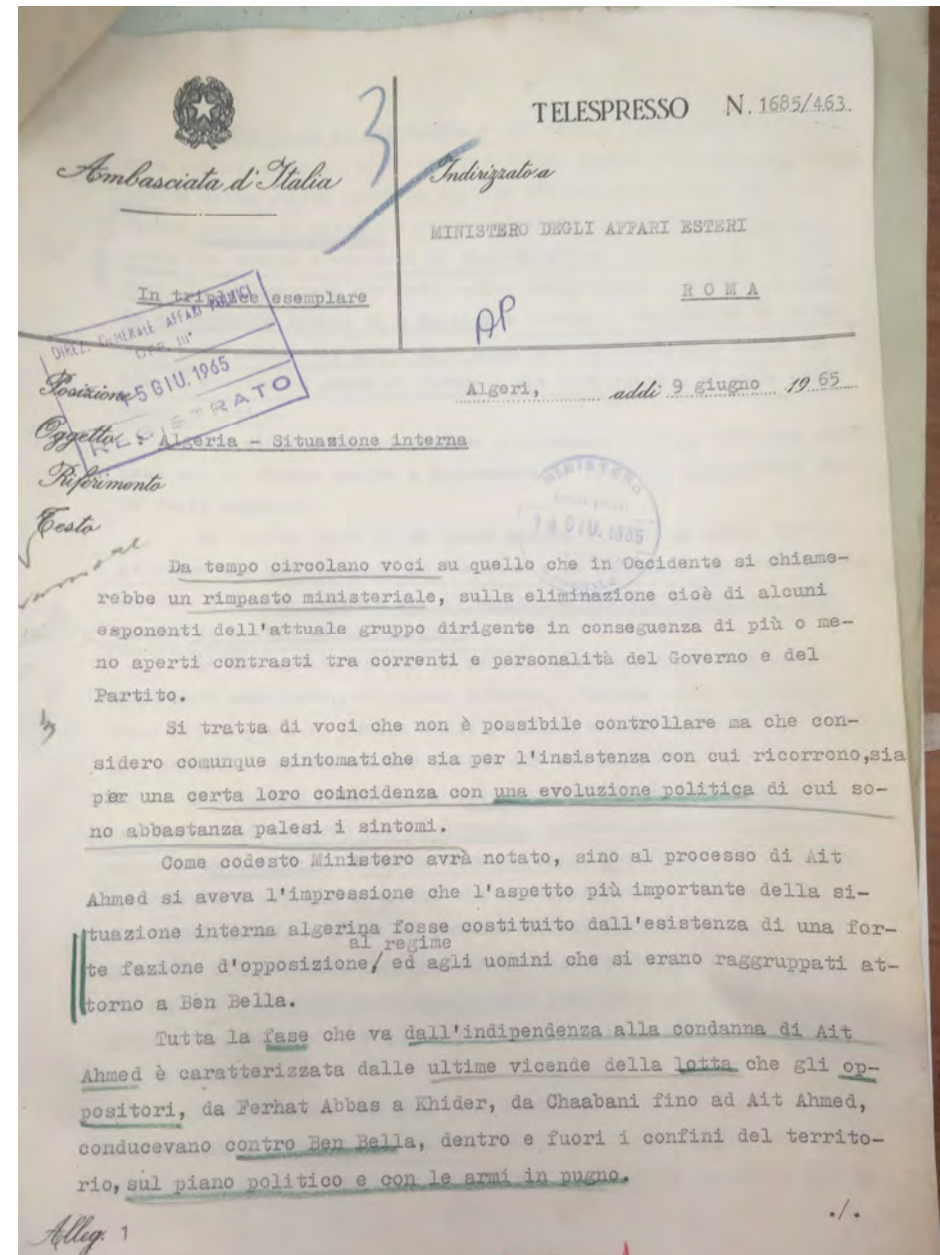 3
TELESPRESSO N. 1685/463.
Ambasciata d'Italia
Indirizzato a
MINISTERO DEGLI AFFARI ESTERI
In triplice esemplare
ROMA
AP
DIREZ. GENERALE AFFARI POLITICI
UFF. III°
15 GIU. 1965
REGISTRATO
Posizione
Algeri, addì 9 giugno 1965
Oggetto: Algeria - Situazione interna
Riferimento
MINISTERO
GIU. 1965
Testo
Da tempo circolano voci su quello che in Occidente si chiame-
rebbe un rimpasto ministeriale, sulla eliminazione cioè di alcuni
esponenti dell'attuale gruppo dirigente in conseguenza di più o me-
no aperti contrasti tra correnti e personalità del Governo e del
Partito.
Si tratta di voci che non è possibile controllare ma che con-
sidero comunque sintomatiche sia per l'insistenza con cui ricorrono,sia
per una certa loro coincidenza con una evoluzione politica di cui so-
no abbastanza palesi i sintomi.
Come codesto Ministero avrà notato, sino al processo di Ait
Ahmed si aveva l'impressione che l'aspetto più importante della si-
tuazione interna algerina fosse costituito dall'esistenza di una for-
al regime
te fazione d'opposizione/ ed agli uomini che si erano raggruppati at-
torno a Ben Bella.
Tutta la fase che va dall'indipendenza alla condanna di Ait
Ahmed è caratterizzata dalle ultime vicende della lotta che gli op-
positori, da Ferhat Abbas a Khider, da Chaabani fino ad Ait Ahmed,
conducevano contro Ben Bella, dentro e fuori i confini del territo-
rio, sul piano politico e con le armi in pugno.
./.
Alleg. 1